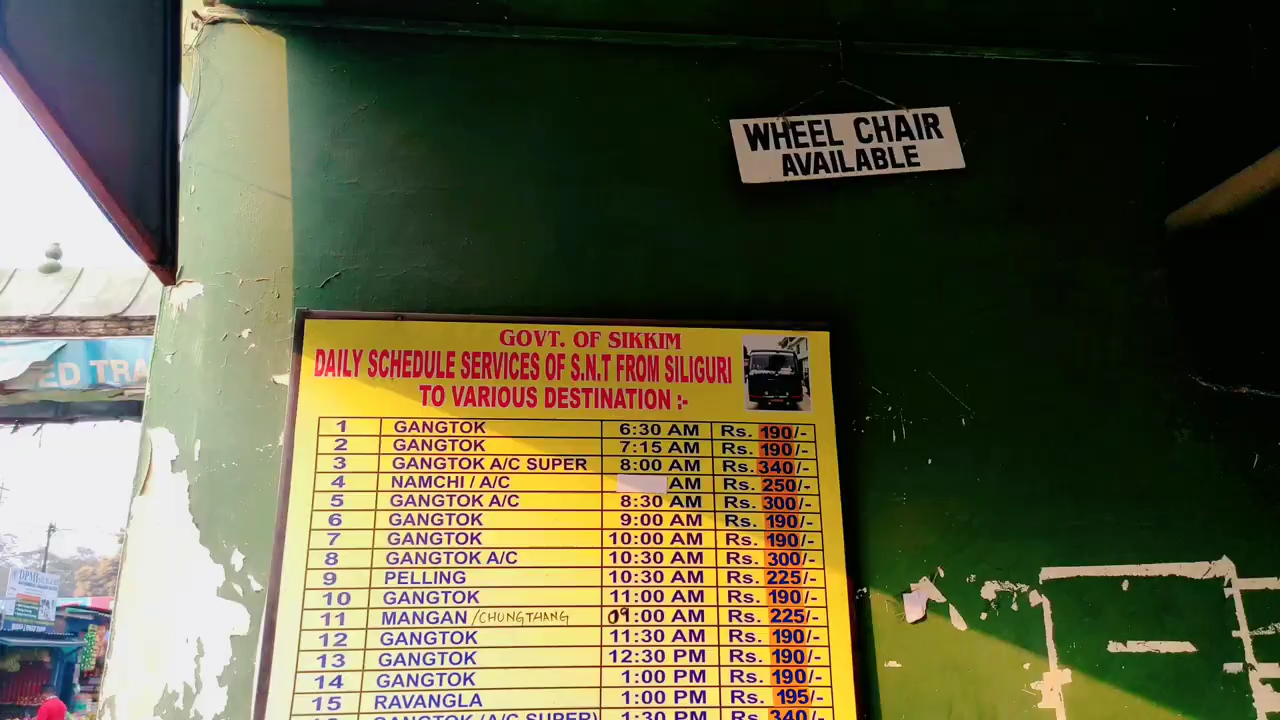 WHEEL CHAIR
AVAILABLE
GOVT. OF SIKKIM
DAILY SCHEDULE SERVICES OF S.N.T FROM SILIGURI
TO VARIOUS DESTINATION :-
1 GANGTOK 6:30 AM Rs. 190/-
2 GANGTOK 7:15 AM Rs. 190/-
3 GANGTOK A/C SUPER 8:00 AM Rs. 340/-
4 NAMCHI / A/C AM Rs. 250/-
5 GANGTOK A/C 8:30 AM Rs. 300/-
6 GANGTOK 9:00 AM Rs. 190/-
7 GANGTOK 10:00 AM Rs. 190/-
8 GANGTOK A/C 10:30 AM Rs. 300/-
9 PELLING 10:30 AM Rs. 225/-
10 GANGTOK 11:00 AM Rs. 190/-
11 MANGAN /CHUNGTHANG 09:00 AM Rs. 225/-
12 GANGTOK 11:30 AM Rs. 190/-
13 GANGTOK 12:30 PM Rs. 190/-
14 GANGTOK 1:00 PM Rs. 190/-
15 RAVANGLA 1:00 PM Rs. 195/-
GANGTOK (A/C SUPER) 1:30 PM Rs. 340/-
ED TRA
DPMI